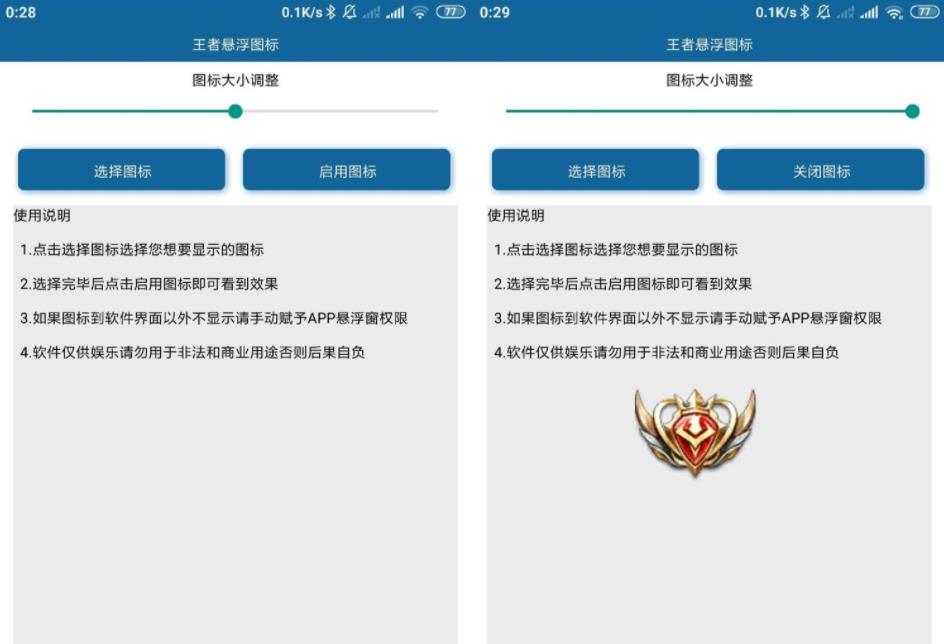 0:28
0.1K/s
77
王者悬浮图标
图标大小调整
选择图标
启用图标
使用说明
1.点击选择图标选择您想要显示的图标
2.选择完毕后点击启用图标即可看到效果
3.如果图标到软件界面以外不显示请手动赋予APP悬浮窗权限
4.软件仅供娱乐请勿用于非法和商业用途否则后果自负
0:29
0.1K/s
77
王者悬浮图标
图标大小调整
选择图标
关闭图标
使用说明
1.点击选择图标选择您想要显示的图标
2.选择完毕后点击启用图标即可看到效果
3.如果图标到软件界面以外不显示请手动赋予APP悬浮窗权限
4.软件仅供娱乐请勿用于非法和商业用途否则后果自负